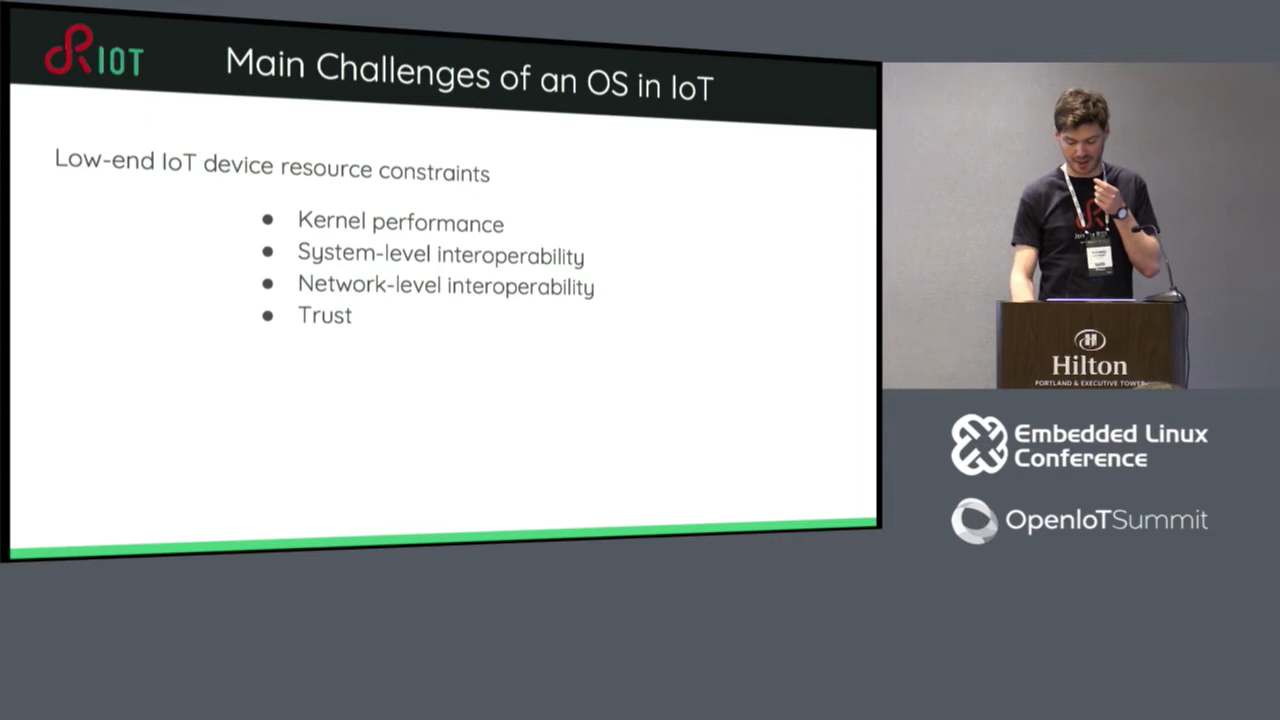 RIOT
Main Challenges of an OS in IoT
Low-end IoT device resource constraints
● Kernel performance
● System-level interoperability
● Network-level interoperability
● Trust
Hilton
PORTLAND & EXECUTIVE TOWER
Embedded Linux
Conference
OpenIoTSummit